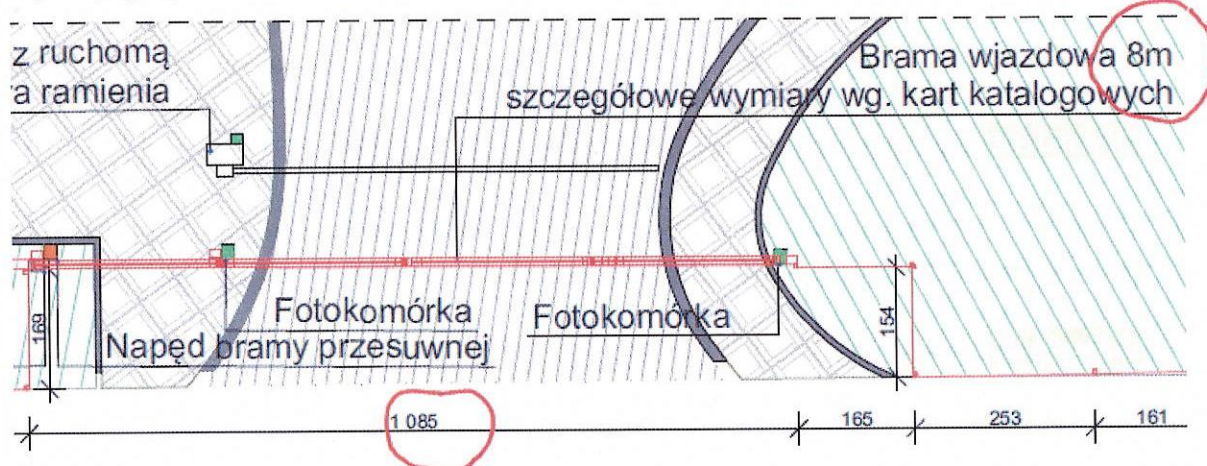 z ruchomą
ra ramienia
Brama wjazdowa 8m
szczegółowe wymiary wg. kart katalogowych
Fotokomórka
Fotokomórka
Napęd bramy przesuwnej
169
154
1 085
165
253
161